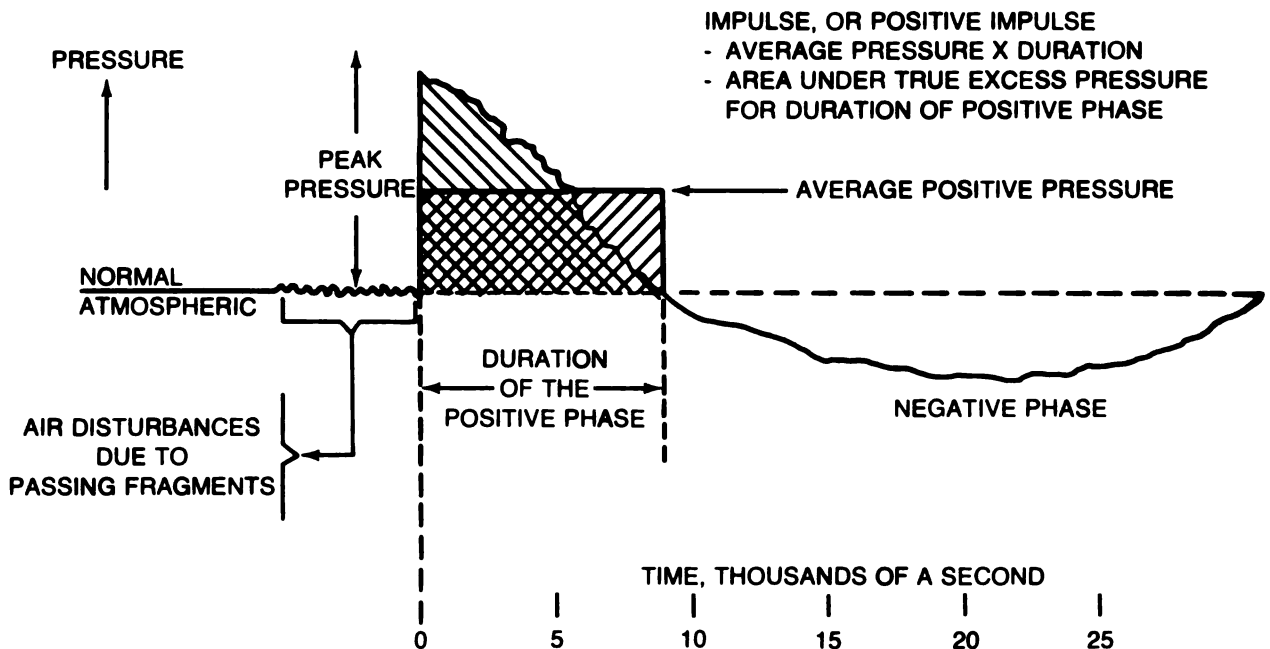 IMPULSE, OR POSITIVE IMPULSE
- AVERAGE PRESSURE X DURATION
- AREA UNDER TRUE EXCESS PRESSURE
FOR DURATION OF POSITIVE PHASE
PRESSURE
PEAK
PRESSURE
AVERAGE POSITIVE PRESSURE
NORMAL
ATMOSPHERIC
DURATION
OF THE
POSITIVE PHASE
NEGATIVE PHASE
AIR DISTURBANCES
DUE TO
PASSING FRAGMENTS
TIME, THOUSANDS OF A SECOND
0 5 10 15 20 25